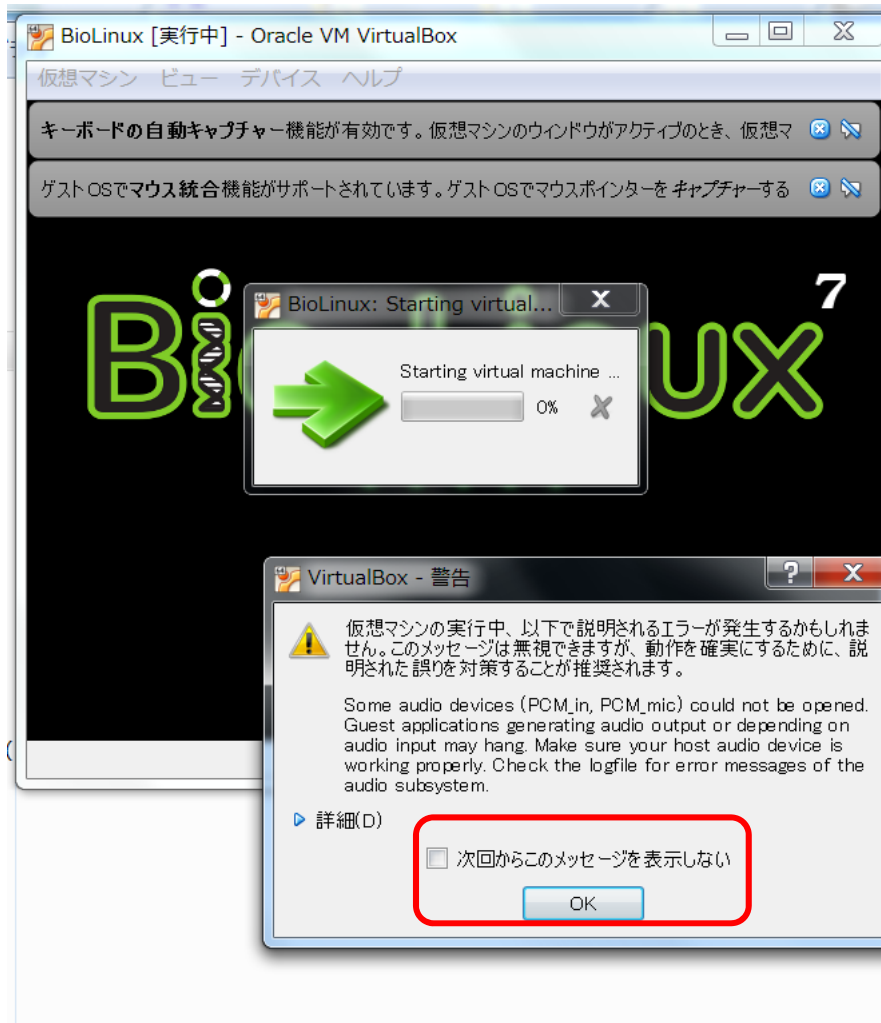 BioLinux [実行中] - Oracle VM VirtualBox
仮想マシン ビュー デバイス ヘルプ
キーボードの自動キャプチャー機能が有効です。仮想マシンのウィンドウがアクティブのとき、仮想マ
ゲストOSでマウス統合機能がサポートされています。ゲストOSでマウスポインターをキャプチャーする
7
BioLinux: Starting virtual...
Starting virtual machine ...
0%
VirtualBox - 警告
仮想マシンの実行中、以下で説明されるエラーが発生するかもしれま
せん。このメッセージは無視できますが、動作を確実にするために、説
明された誤りを対策することが推奨されます。
Some audio devices (PCM_in, PCM_mic) could not be opened.
Guest applications generating audio output or depending on
audio input may hang. Make sure your host audio device is
working properly. Check the logfile for error messages of the
audio subsystem.
詳細(D)
次回からこのメッセージを表示しない
OK